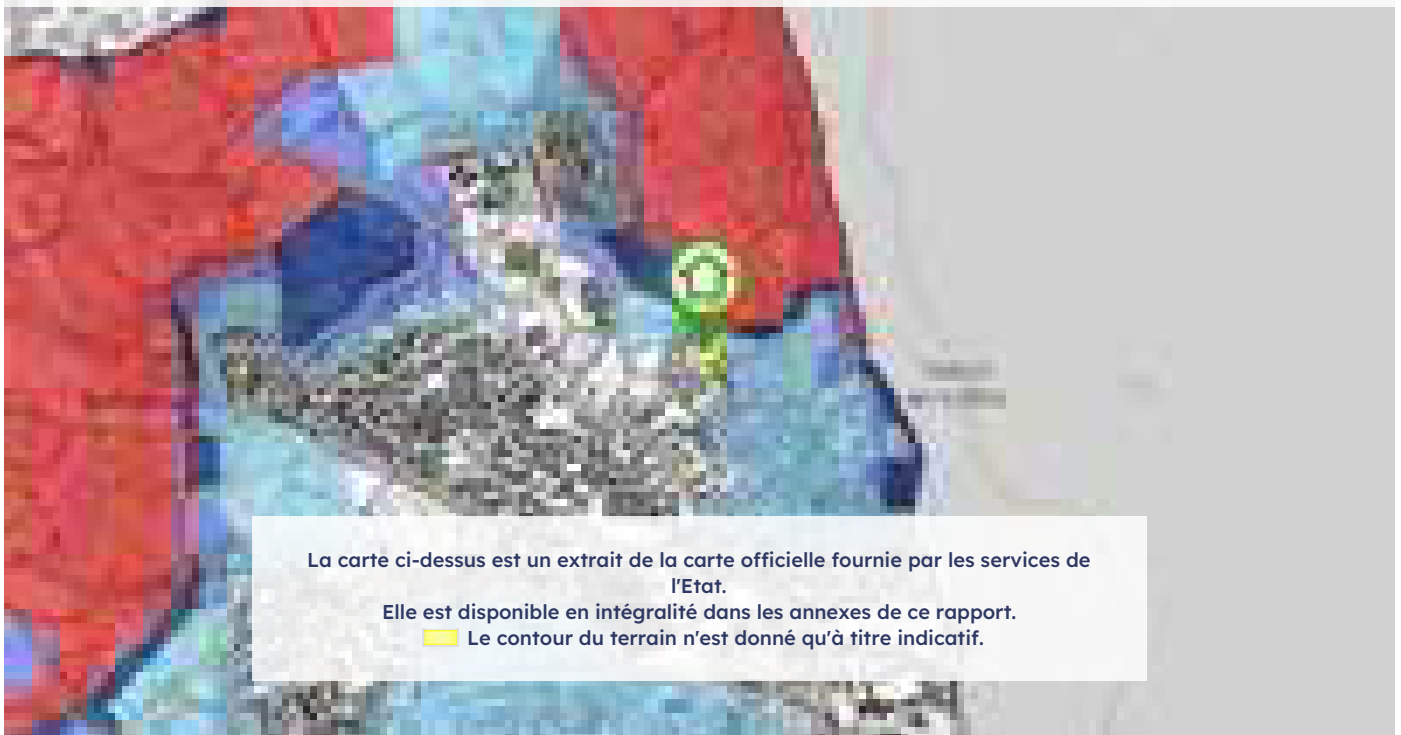 La carte ci-dessus est un extrait de la carte officielle fournie par les services de
l'Etat.
Elle est disponible en intégralité dans les annexes de ce rapport.
Le contour du terrain n'est donné qu'à titre indicatif.